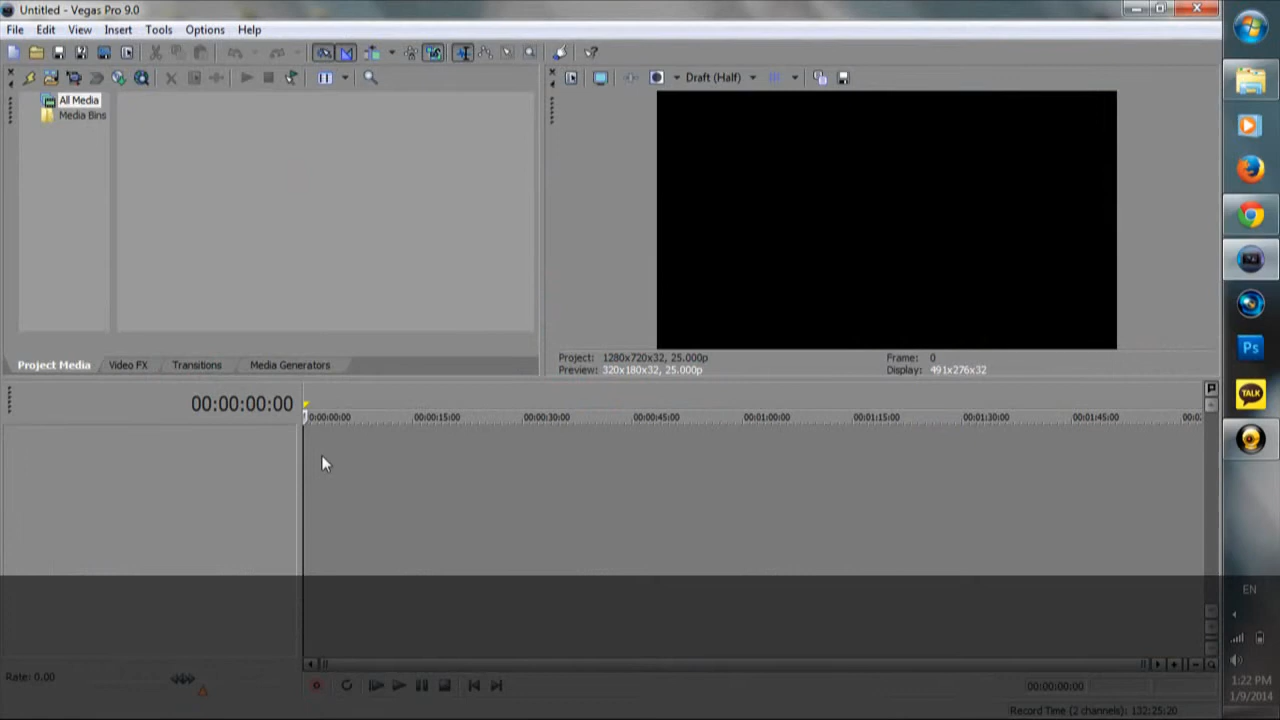 Untitled - Vegas Pro 9.0
File Edit View Insert Tools Options Help
Draft (Half)
All Media
Media Bins
Project: 1280x720x32, 25.000p Frame: 0
Preview: 320x180x32, 25.000p Display: 491x276x32
Project Media Video FX Transitions Media Generators
00:00:00:00
0:00:00:00 00:00:15:00 00:00:30:00 00:00:45:00 00:01:00:00 00:01:15:00 00:01:30:00 00:01:45:00 00:0
Ps
TALK
EN
Rate: 0.00
00:00:00:00
1:22 PM
1/9/2014
Record Time (2 channels): 132:25:20